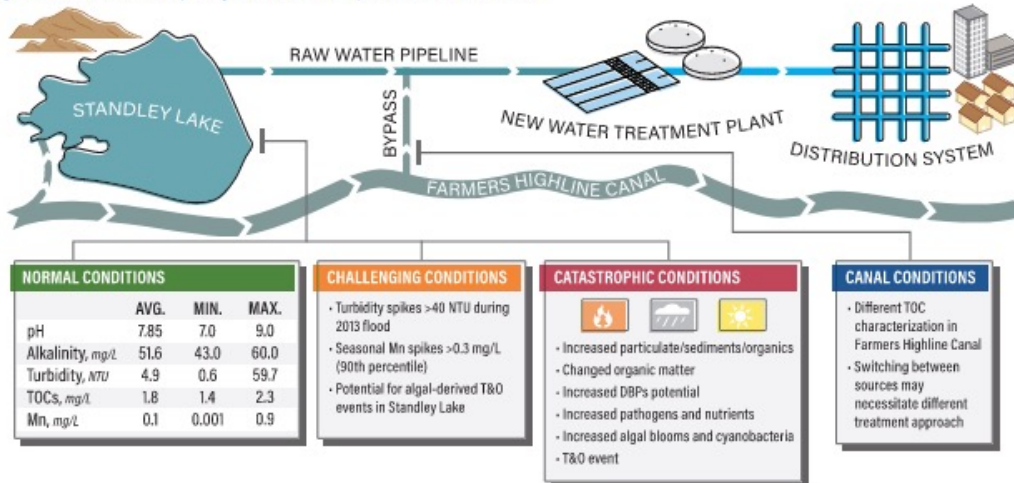 RAW WATER PIPELINE
STANDLEY LAKE
BYPASS
NEW WATER TREATMENT PLANT
DISTRIBUTION SYSTEM
FARMERS HIGHLINE CANAL
NORMAL CONDITIONS
AVG. MIN. MAX.
pH 7.85 7.0 9.0
Alkalinity, mg/L 51.6 43.0 60.0
Turbidity, NTU 4.9 0.6 59.7
TOCs, mg/L 1.8 1.4 2.3
Mn, mg/L 0.1 0.001 0.9
CHALLENGING CONDITIONS
• Turbidity spikes >40 NTU during
2013 flood
• Seasonal Mn spikes >0.3 mg/L
(90th percentile)
• Potential for algal-derived T&O
events in Standley Lake
CATASTROPHIC CONDITIONS
• Increased particulate/sediments/organics
• Changed organic matter
• Increased DBPs potential
• Increased pathogens and nutrients
• Increased algal blooms and cyanobacteria
• T&O event
CANAL CONDITIONS
• Different TOC
characterization in
Farmers Highline Canal
• Switching between
sources may
necessitate different
treatment approach